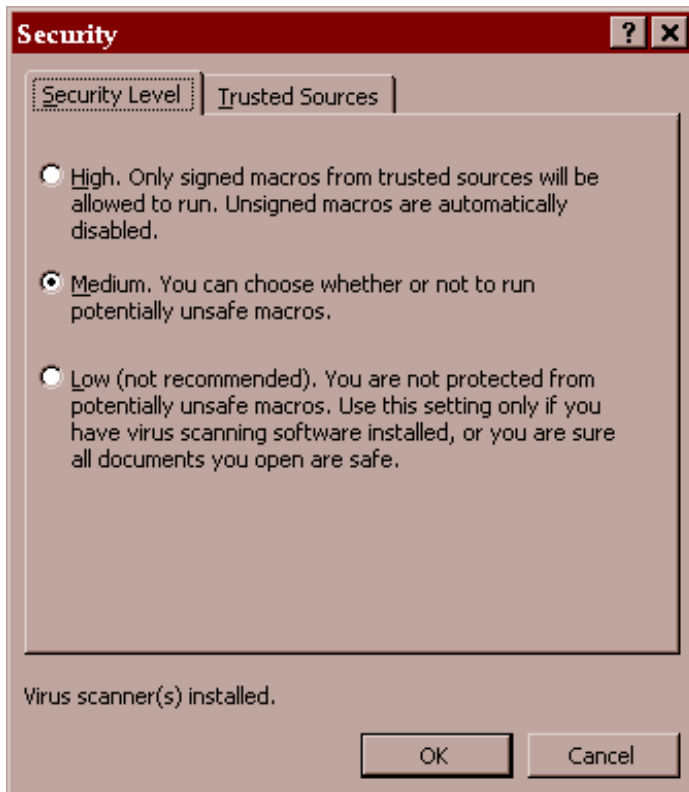 Security
Security Level
Trusted Sources
High. Only signed macros from trusted sources will be
allowed to run. Unsigned macros are automatically
disabled.
Medium. You can choose whether or not to run
potentially unsafe macros.
Low (not recommended). You are not protected from
potentially unsafe macros. Use this setting only if you
have virus scanning software installed, or you are sure
all documents you open are safe.
Virus scanner(s) installed.
OK
Cancel